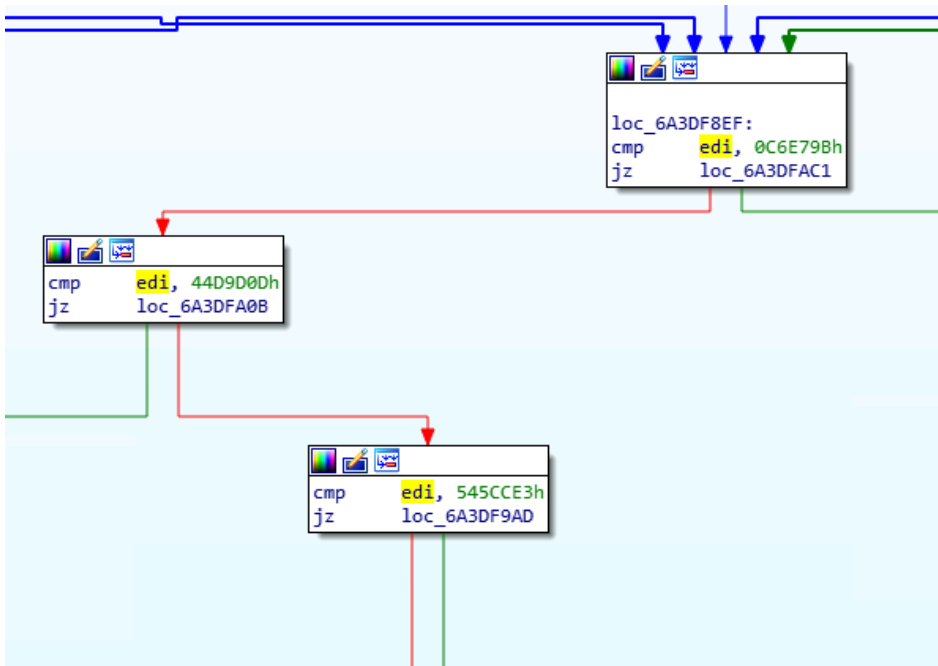 loc_6A3DF8EF:
cmp edi, 0C6E79Bh
jz loc_6A3DFAC1
cmp edi, 44D9D0Dh
jz loc_6A3DFA0B
cmp edi, 545CCE3h
jz loc_6A3DF9AD